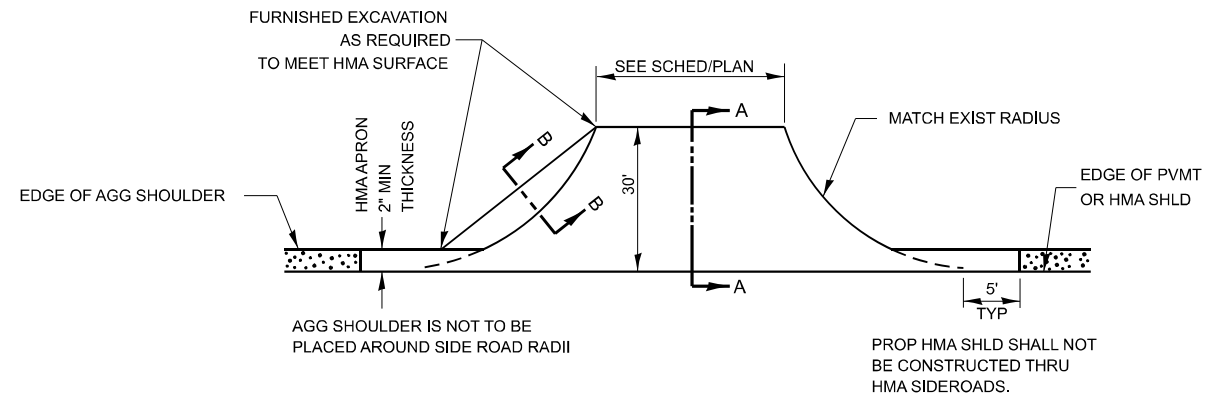 FURNISHED EXCAVATION
AS REQUIRED
TO MEET HMA SURFACE
SEE SCHED/PLAN
A
MATCH EXIST RADIUS
B
B
HMA APRON
2" MIN
THICKNESS
30'
EDGE OF AGG SHOULDER
EDGE OF PVMT
OR HMA SHLD
A
5'
TYP
AGG SHOULDER IS NOT TO BE
PLACED AROUND SIDE ROAD RADII
PROP HMA SHLD SHALL NOT
BE CONSTRUCTED THRU
HMA SIDEROADS.